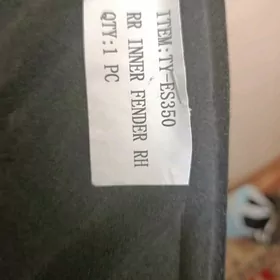 ITEM:TY-ES350
RR INNER FENDER RH
QTY:1 PC